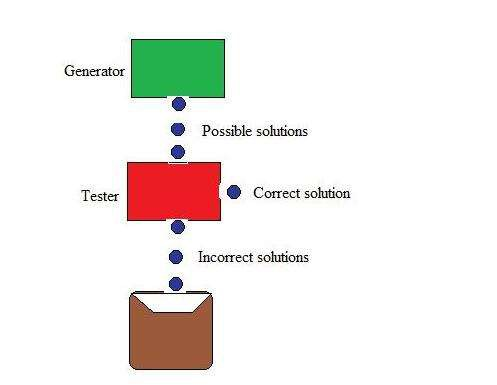 Generator
Possible solutions
Tester
Correct solution
Incorrect solutions